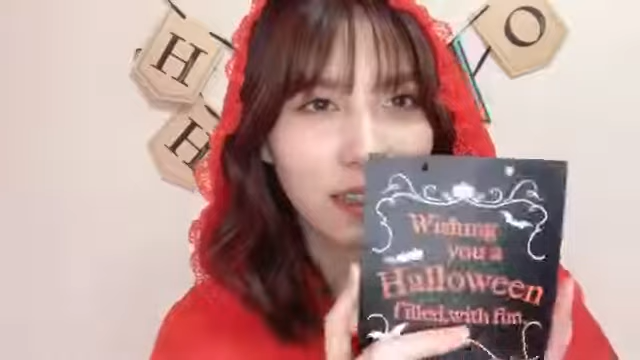 H
O
H
Wishing
you a
Halloween
filled with fun